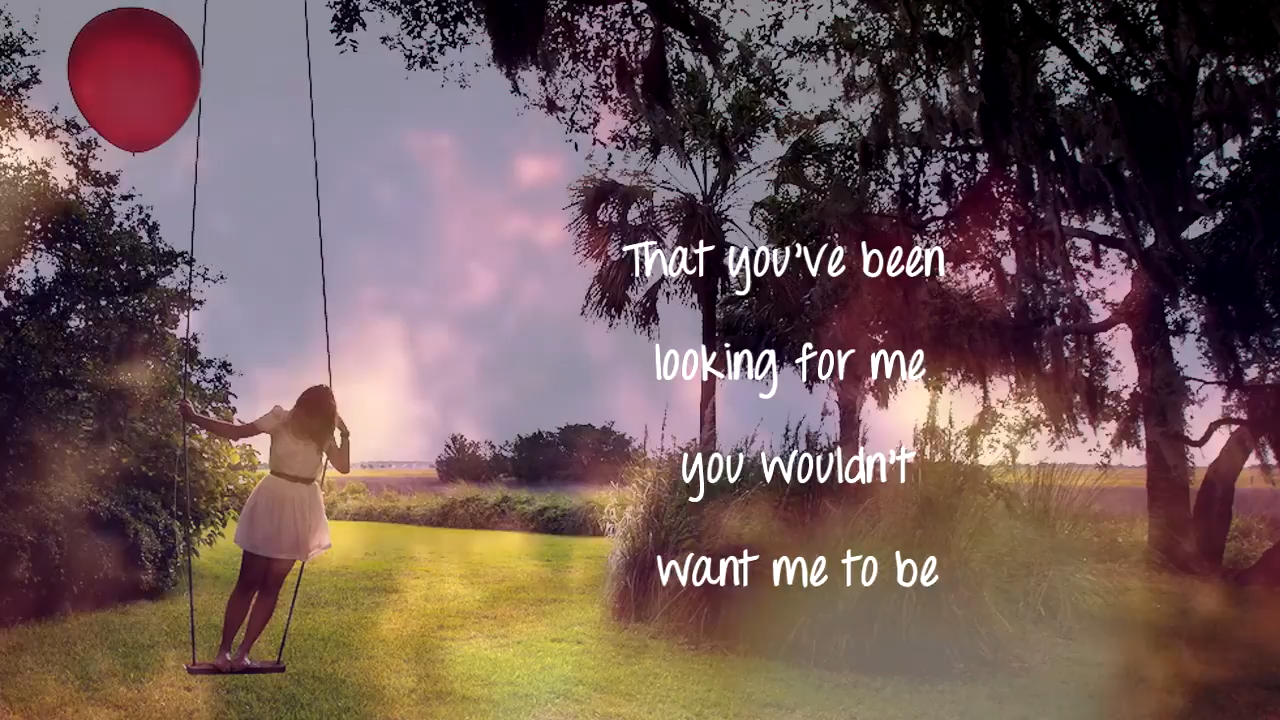 That you've been
looking for me
you wouldn't
want me to be